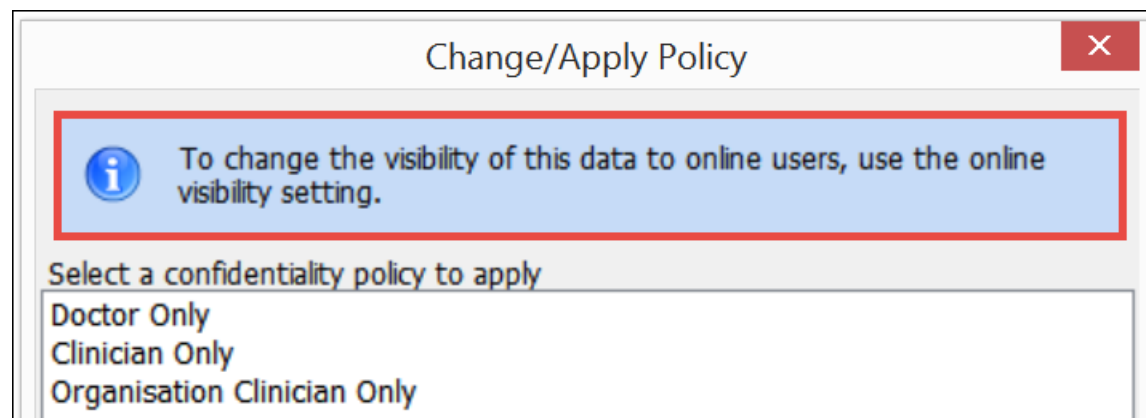 Change/Apply Policy
To change the visibility of this data to online users, use the online
visibility setting.
Select a confidentiality policy to apply
Doctor Only
Clinician Only
Organisation Clinician Only